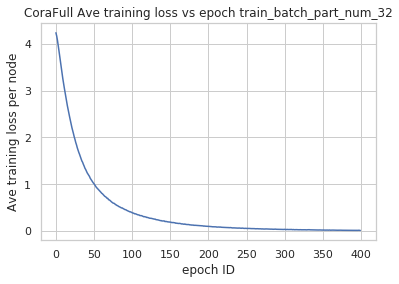 CoraFull Ave training loss vs epoch train_batch_part_num_32
4
3
2
1
0
Ave training loss per node
0 50 100 150 200 250 300 350 400
epoch ID